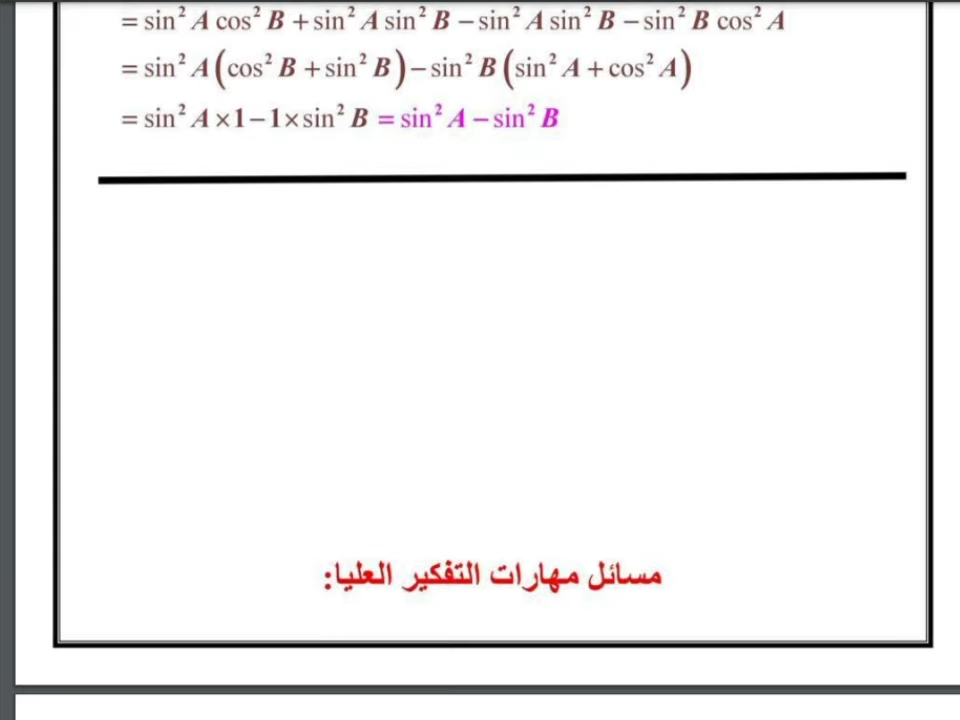 = sin² A cos² B + sin² A sin² B − sin² A sin² B − sin² B cos² A
= sin² A (cos² B + sin² B) − sin² B (sin² A + cos² A)
= sin² A × 1 − 1 × sin² B = sin² A − sin² B
مسائل مهارات التفكير العليا: